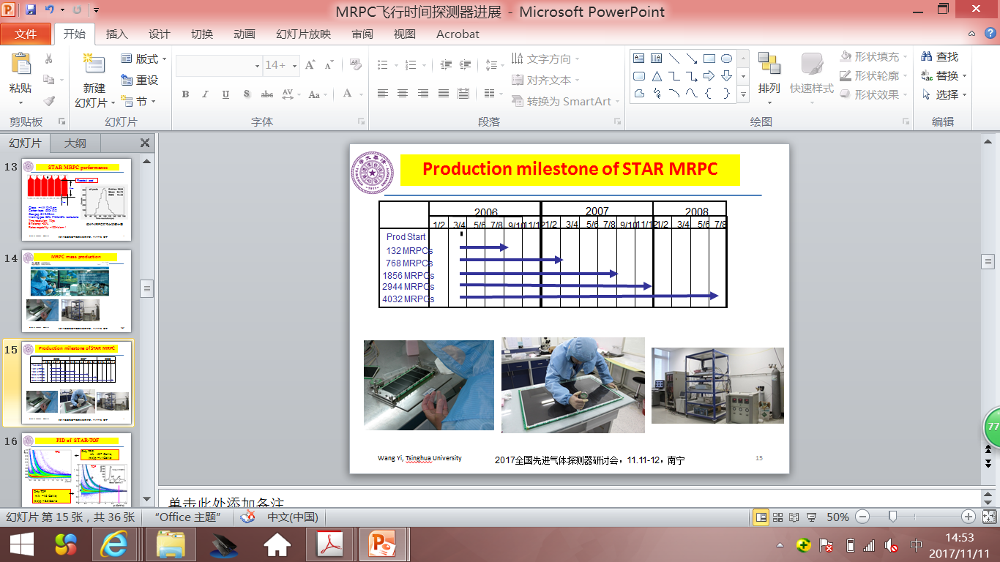 MRPC飞行时间探测器进展 - Microsoft PowerPoint
文件 开始 插入 设计 切换 动画 幻灯片放映 审阅 视图 Acrobat
粘贴
剪贴板
新建
幻灯片
版式
重设
节
幻灯片
14+
B I U S abc AV Aa A
字体
文字方向
对齐文本
转换为 SmartArt
段落
排列
快速样式
形状填充
形状轮廓
形状效果
绘图
查找
替换
选择
编辑
幻灯片 大纲
13
STAR MRPC performance
14
MRPC mass production
15
Production milestone of STAR MRPC
16
PID of STAR-TOF
Production milestone of STAR MRPC
2006 2007 2008
1/2 3/4 5/6 7/8 9/10 11/12 1/2 3/4 5/6 7/8 9/10 11/12 1/2 3/4 5/6 7/8
Prod Start
132 MRPCs
768 MRPCs
1856 MRPCs
2944 MRPCs
4032 MRPCs
Wang Yi, Tsinghua University
2017全国先进气体探测器研讨会，11.11-12，南宁
15
77
单击此处添加备注
幻灯片 第 15 张，共 36 张 “Office 主题” 中文(中国) 50%
中
14:53
2017/11/11